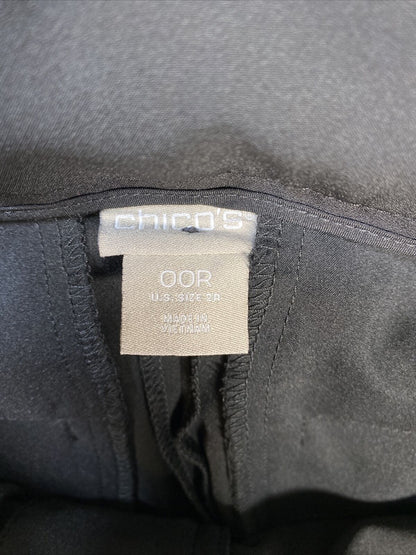 chico's
00R
U.S. SIZE 2R
MADE IN
VIETNAM